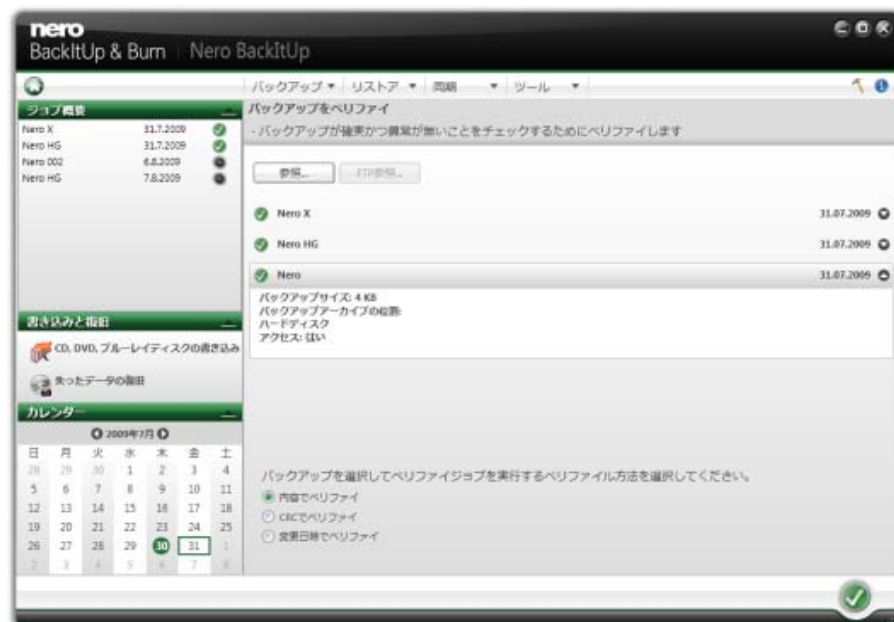 nero
BackItUp & Burn | Nero BackItUp
バックアップ リストア 同期 ツール
ジョブ概要
Nero X 31.7.2009
Nero HG 31.7.2009
Nero 002 6.8.2009
Nero HG 7.8.2009
書き込みと復旧
CD, DVD, ブルーレイディスクの書き込み
失ったデータの復旧
カレンダー
2009年7月
日 月 火 水 木 金 土
28 29 30 1 2 3 4
5 6 7 8 9 10 11
12 13 14 15 16 17 18
19 20 21 22 23 24 25
26 27 28 29 30 31 1
2 3 4 5 6 7 8
バックアップをベリファイ
- バックアップが確実かつ異常が無いことをチェックするためにベリファイします
参照... FTP参照...
Nero X 31.07.2009
Nero HG 31.07.2009
Nero 31.07.2009
バックアップサイズ: 4 KB
バックアップアーカイブの位置:
ハードディスク
アクセス: はい
バックアップを選択してベリファイジョブを実行するベリファイル方法を選択してください。
内容でベリファイ
CRCでベリファイ
変更日時でベリファイ